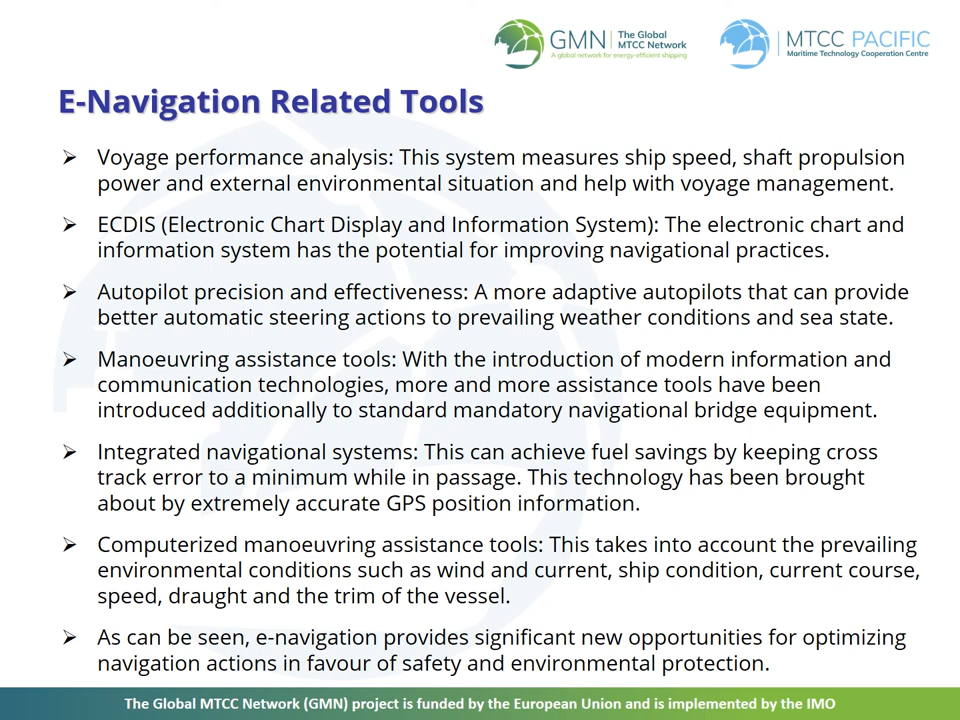 GMN | The Global
MTCC Network
A global network for energy-efficient shipping
MTCC PACIFIC
Maritime Technology Cooperation Centre
E-Navigation Related Tools
➢ Voyage performance analysis: This system measures ship speed, shaft propulsion
power and external environmental situation and help with voyage management.
➢ ECDIS (Electronic Chart Display and Information System): The electronic chart and
information system has the potential for improving navigational practices.
➢ Autopilot precision and effectiveness: A more adaptive autopilots that can provide
better automatic steering actions to prevailing weather conditions and sea state.
➢ Manoeuvring assistance tools: With the introduction of modern information and
communication technologies, more and more assistance tools have been
introduced additionally to standard mandatory navigational bridge equipment.
➢ Integrated navigational systems: This can achieve fuel savings by keeping cross
track error to a minimum while in passage. This technology has been brought
about by extremely accurate GPS position information.
➢ Computerized manoeuvring assistance tools: This takes into account the prevailing
environmental conditions such as wind and current, ship condition, current course,
speed, draught and the trim of the vessel.
➢ As can be seen, e-navigation provides significant new opportunities for optimizing
navigation actions in favour of safety and environmental protection.
The Global MTCC Network (GMN) project is funded by the European Union and is implemented by the IMO